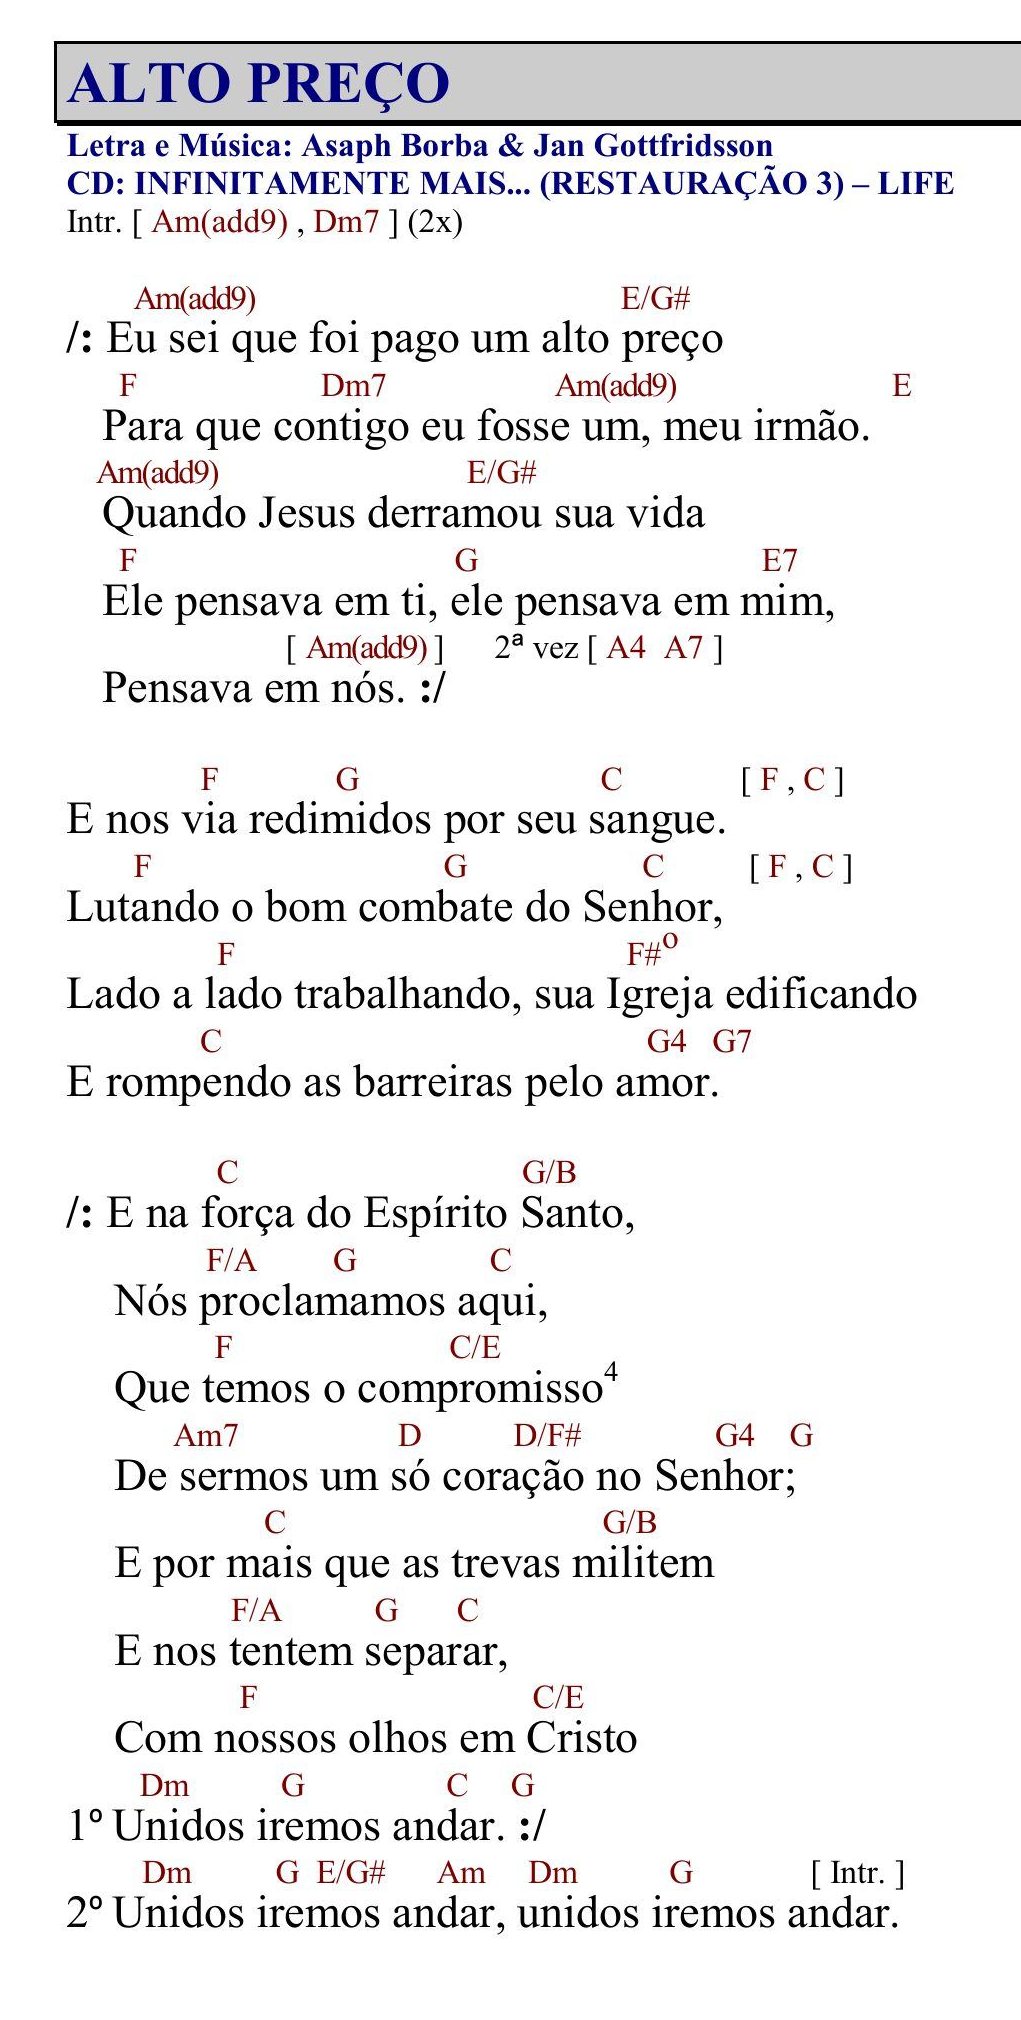 ALTO PREÇO
Letra e Música: Asaph Borba & Jan Gottfridsson
CD: INFINITAMENTE MAIS... (RESTAURAÇÃO 3) – LIFE
Intr. [ Am(add9) , Dm7 ] (2x)
Am(add9) E/G#
/: Eu sei que foi pago um alto preço
F Dm7 Am(add9) E
Para que contigo eu fosse um, meu irmão.
Am(add9) E/G#
Quando Jesus derramou sua vida
F G E7
Ele pensava em ti, ele pensava em mim,
[ Am(add9) ] 2ª vez [ A4 A7 ]
Pensava em nós. :/
F G C [ F , C ]
E nos via redimidos por seu sangue.
F G C [ F , C ]
Lutando o bom combate do Senhor,
F F#º
Lado a lado trabalhando, sua Igreja edificando
C G4 G7
E rompendo as barreiras pelo amor.
C G/B
/: E na força do Espírito Santo,
F/A G C
Nós proclamamos aqui,
F C/E
Que temos o compromisso⁴
Am7 D D/F# G4 G
De sermos um só coração no Senhor;
C G/B
E por mais que as trevas militem
F/A G C
E nos tentem separar,
F C/E
Com nossos olhos em Cristo
Dm G C G
1º Unidos iremos andar. :/
Dm G E/G# Am Dm G [ Intr. ]
2º Unidos iremos andar, unidos iremos andar.